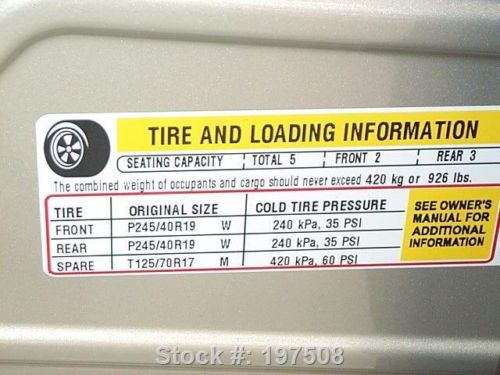 TIRE AND LOADING INFORMATION
SEATING CAPACITY TOTAL 5 FRONT 2 REAR 3
The combined weight of occupants and cargo should never exceed 420 kg or 926 lbs.
TIRE ORIGINAL SIZE COLD TIRE PRESSURE
FRONT P245/40R19 W 240 kPa, 35 PSI
REAR P245/40R19 W 240 kPa, 35 PSI
SPARE T125/70R17 M 420 kPa, 60 PSI
SEE OWNER'S
MANUAL FOR
ADDITIONAL
INFORMATION
Stock #: 197508